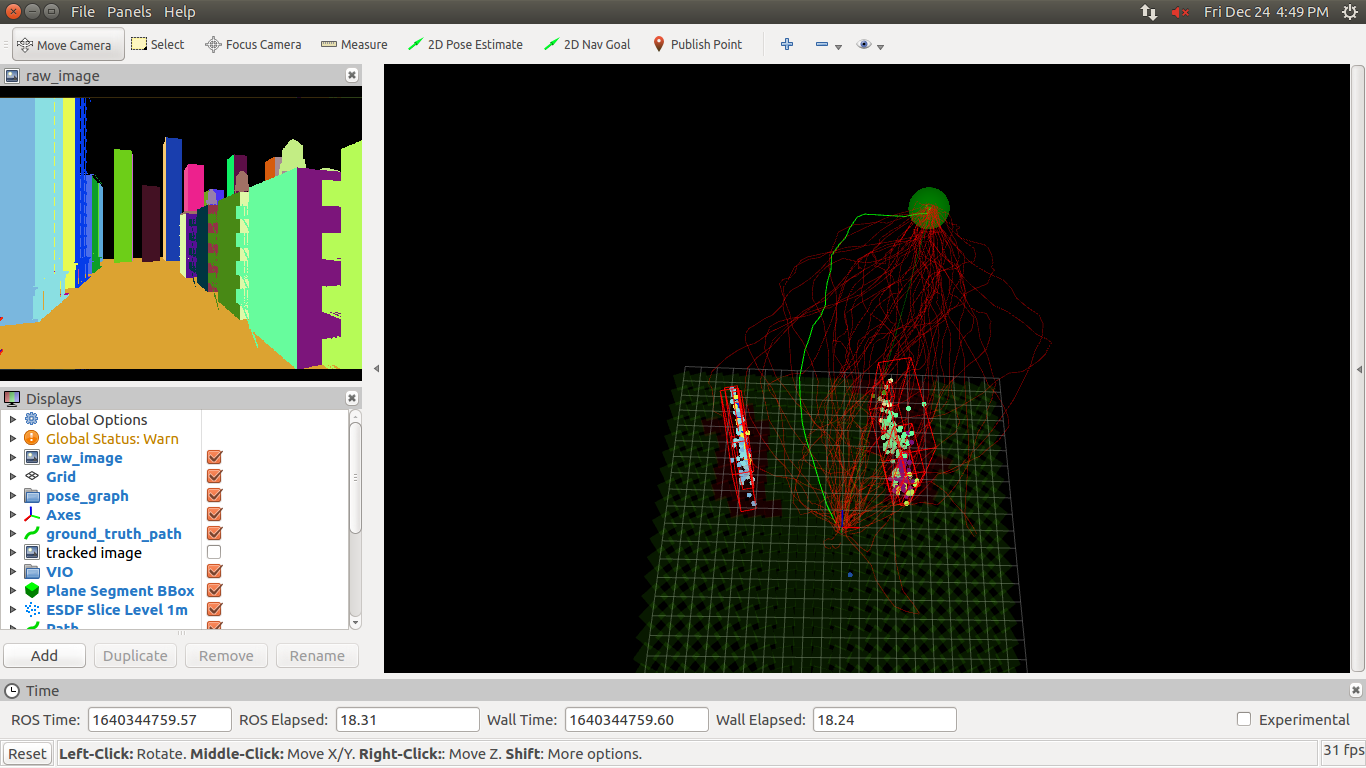 File Panels Help Fri Dec 24 4:49 PM
Move Camera Select Focus Camera Measure 2D Pose Estimate 2D Nav Goal Publish Point
raw_image
Displays
Global Options
Global Status: Warn
raw_image
Grid
pose_graph
Axes
ground_truth_path
tracked image
VIO
Plane Segment BBox
ESDF Slice Level 1m
Path
Add Duplicate Remove Rename
Time
ROS Time: 1640344759.57 ROS Elapsed: 18.31 Wall Time: 1640344759.60 Wall Elapsed: 18.24 Experimental
Reset Left-Click: Rotate. Middle-Click: Move X/Y. Right-Click:: Move Z. Shift: More options. 31 fps